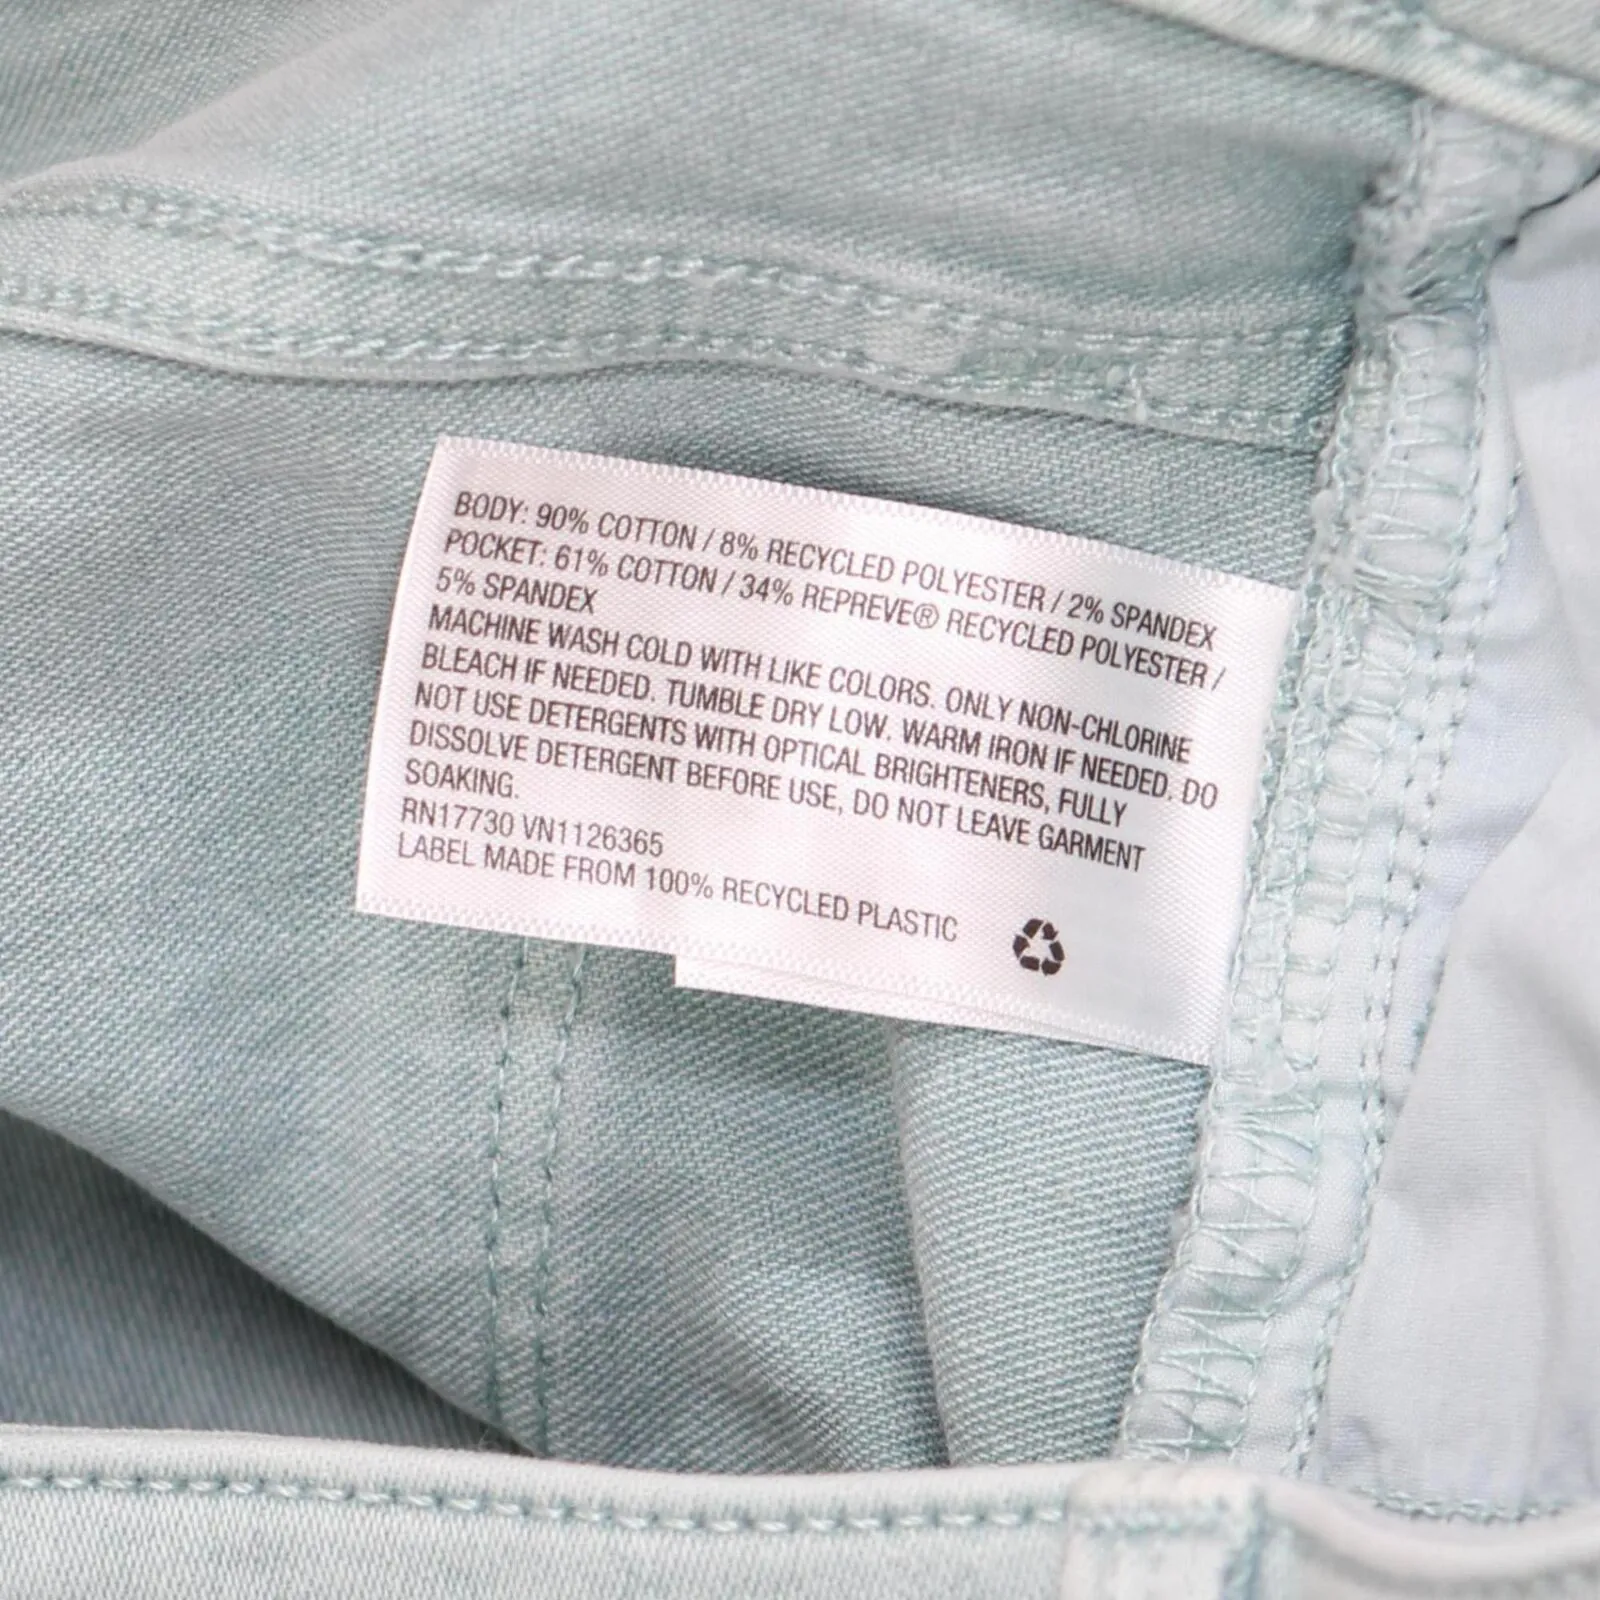 BODY: 90% COTTON / 8% RECYCLED POLYESTER / 2% SPANDEX
POCKET: 61% COTTON / 34% REPREVE® RECYCLED POLYESTER /
5% SPANDEX
MACHINE WASH COLD WITH LIKE COLORS. ONLY NON-CHLORINE
BLEACH IF NEEDED. TUMBLE DRY LOW. WARM IRON IF NEEDED. DO
NOT USE DETERGENTS WITH OPTICAL BRIGHTENERS, FULLY
DISSOLVE DETERGENT BEFORE USE, DO NOT LEAVE GARMENT
SOAKING.
RN17730 VN1126365
LABEL MADE FROM 100% RECYCLED PLASTIC